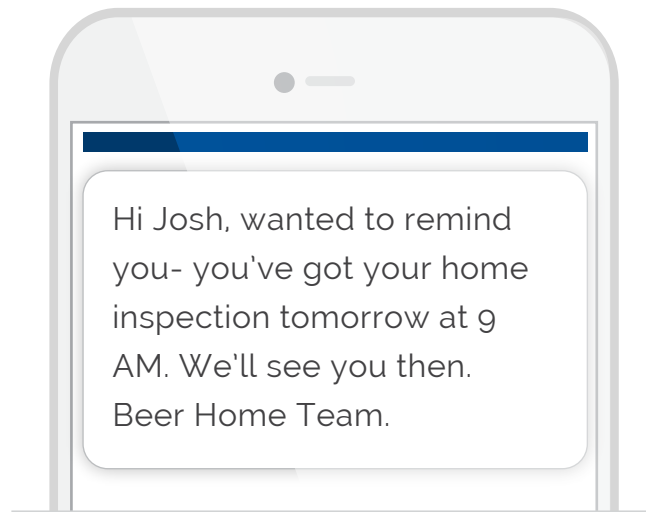 Hi Josh, wanted to remind
you- you've got your home
inspection tomorrow at 9
AM. We'll see you then.
Beer Home Team.